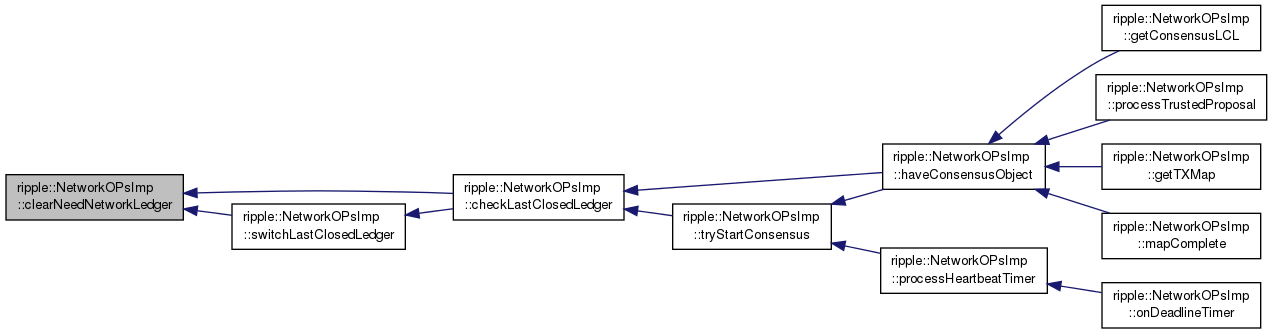 ripple::NetworkOPsImp
::clearNeedNetworkLedger
ripple::NetworkOPsImp
::switchLastClosedLedger
ripple::NetworkOPsImp
::checkLastClosedLedger
ripple::NetworkOPsImp
::tryStartConsensus
ripple::NetworkOPsImp
::haveConsensusObject
ripple::NetworkOPsImp
::processHeartbeatTimer
ripple::NetworkOPsImp
::getConsensusLCL
ripple::NetworkOPsImp
::processTrustedProposal
ripple::NetworkOPsImp
::getTXMap
ripple::NetworkOPsImp
::mapComplete
ripple::NetworkOPsImp
::onDeadlineTimer